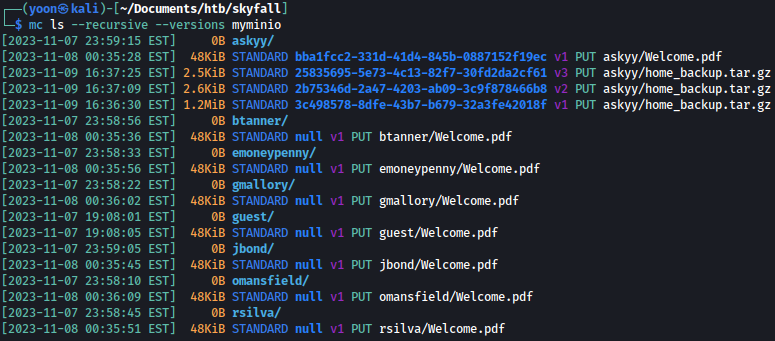 ┌──(yoon㉿kali)-[~/Documents/htb/skyfall]
└─$ mc ls --recursive --versions myminio
[2023-11-07 23:59:15 EST]     0B askyy/
[2023-11-08 00:35:28 EST]  48KiB STANDARD bba1fcc2-331d-41d4-845b-0887152f19ec v1 PUT askyy/Welcome.pdf
[2023-11-09 16:37:25 EST] 2.5KiB STANDARD 25835695-5e73-4c13-82f7-30fd2da2cf61 v3 PUT askyy/home_backup.tar.gz
[2023-11-09 16:37:09 EST] 2.6KiB STANDARD 2b75346d-2a47-4203-ab09-3c9f878466b8 v2 PUT askyy/home_backup.tar.gz
[2023-11-09 16:36:30 EST] 1.2MiB STANDARD 3c498578-8dfe-43b7-b679-32a3fe42018f v1 PUT askyy/home_backup.tar.gz
[2023-11-07 23:58:56 EST]     0B btanner/
[2023-11-08 00:35:36 EST]  48KiB STANDARD null v1 PUT btanner/Welcome.pdf
[2023-11-07 23:58:33 EST]     0B emoneypenny/
[2023-11-08 00:35:56 EST]  48KiB STANDARD null v1 PUT emoneypenny/Welcome.pdf
[2023-11-07 23:58:22 EST]     0B gmallory/
[2023-11-08 00:36:02 EST]  48KiB STANDARD null v1 PUT gmallory/Welcome.pdf
[2023-11-07 19:08:01 EST]     0B guest/
[2023-11-07 19:08:05 EST]  48KiB STANDARD null v1 PUT guest/Welcome.pdf
[2023-11-07 23:59:05 EST]     0B jbond/
[2023-11-08 00:35:45 EST]  48KiB STANDARD null v1 PUT jbond/Welcome.pdf
[2023-11-07 23:58:10 EST]     0B omansfield/
[2023-11-08 00:36:09 EST]  48KiB STANDARD null v1 PUT omansfield/Welcome.pdf
[2023-11-07 23:58:45 EST]     0B rsilva/
[2023-11-08 00:35:51 EST]  48KiB STANDARD null v1 PUT rsilva/Welcome.pdf